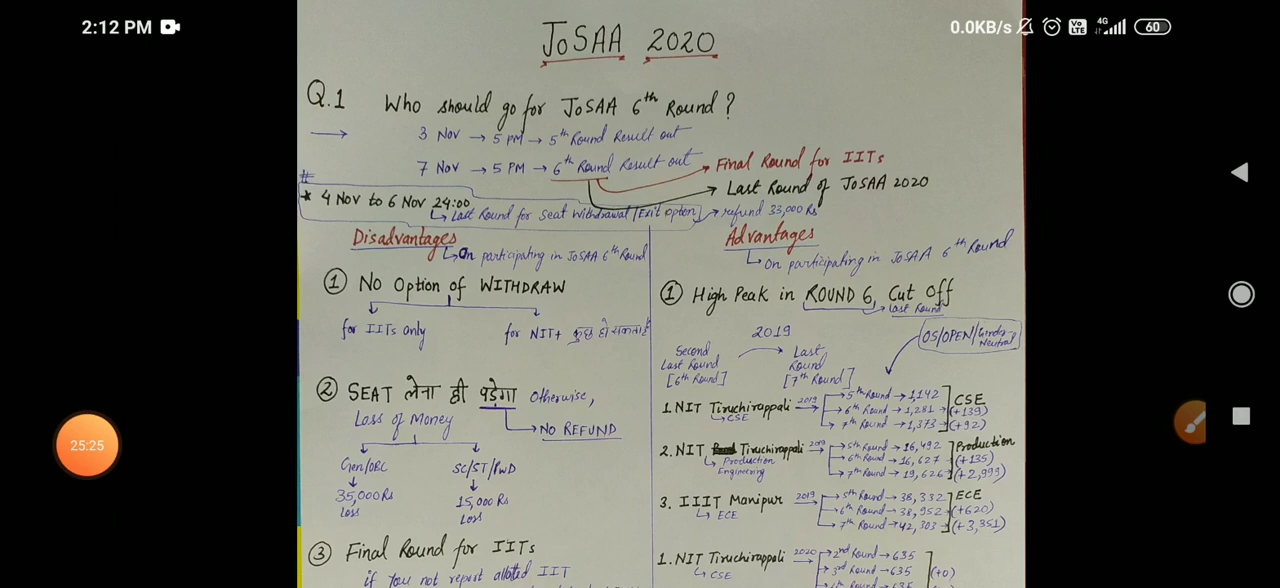 2:12 PM
0.0KB/s
Vo LTE
4G
60
JoSAA 2020
Q.1 Who should go for JoSAA 6th Round ?
→ 3 Nov → 5 PM → 5th Round Result out
7 Nov → 5 PM → 6th Round Result out → Final Round for IITs
→ Last Round of JoSAA 2020
#
* 4 Nov to 6 Nov 24:00
↳ Last Round for Seat Withdrawal / Exit option → refund 33,000 Rs
Disadvantages
↳ On participating in JoSAA 6th Round
① No Option of WITHDRAW
for IITs only
for NIT+ कुछ हो सकता है
② SEAT लेना ही पड़ेगा Otherwise,
→ NO REFUND
Loss of Money
Gen/OBC
SC/ST/PWD
35,000 Rs
Loss
15,000 Rs
Loss
③ Final Round for IITs
if you not report allotted IIT
Advantages
↳ On participating in JoSAA 6th Round
① High Peak in ROUND 6, Cut Off
→ Last Round
OS/OPEN/Gender Neutral
2019
Second Last Round [6th Round]
Last Round [7th Round]
1. NIT Tiruchirappali 2019 → 5th Round → 1,142
↳ CSE
6th Round → 1,281 → (+139)
7th Round → 1,373 → (+92)
CSE
2. NIT Tiruchirappali 2019 → 5th Round → 16,492
↳ Production Engineering
6th Round → 16,627 → (+135)
7th Round → 19,626 → (+2,999)
Production
3. IIIT Manipur 2019 → 5th Round → 38,332
↳ ECE
6th Round → 38,952 → (+620)
7th Round → 42,303 → (+3,351)
ECE
1. NIT Tiruchirappali 2020 → 2nd Round → 635
↳ CSE
3rd Round → 635
(+0)
25:25